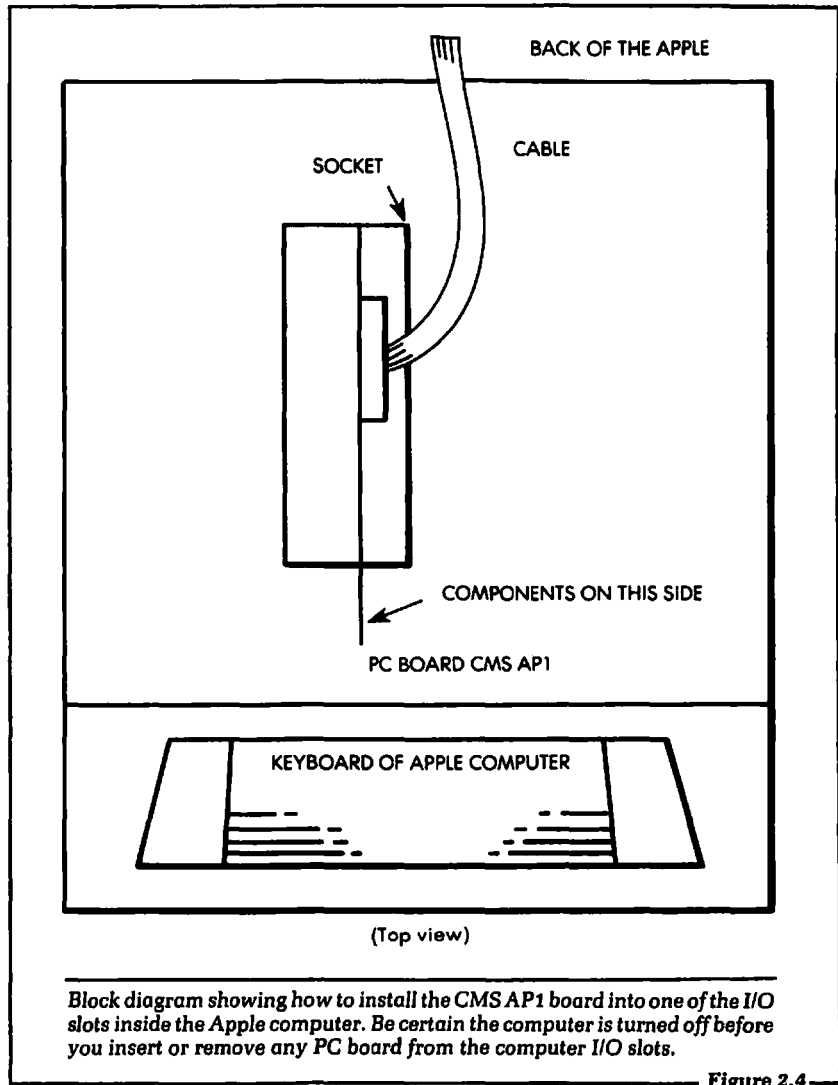 BACK OF THE APPLE
CABLE
SOCKET
COMPONENTS ON THIS SIDE
PC BOARD CMS AP1
KEYBOARD OF APPLE COMPUTER
(Top view)
Block diagram showing how to install the CMS AP1 board into one of the I/O
slots inside the Apple computer. Be certain the computer is turned off before
you insert or remove any PC board from the computer I/O slots.
Figure 2.4